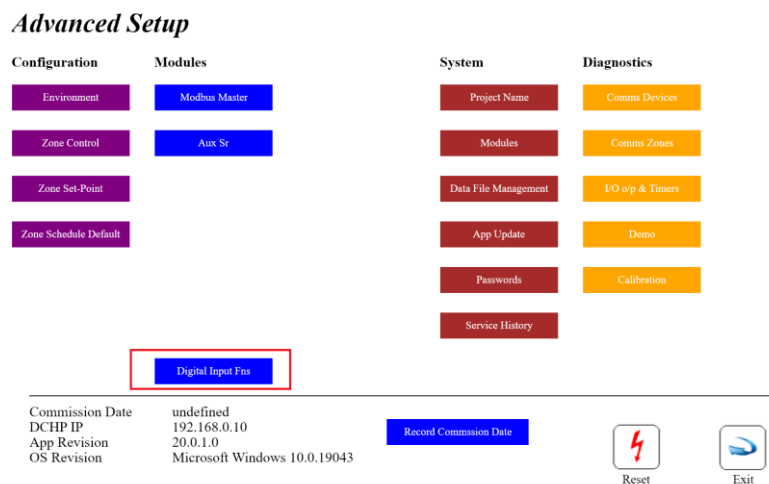 Advanced Setup
Configuration Modules System Diagnostics
Environment Modbus Master Project Name Comms Devices
Zone Control Aux Sr Modules Comms Zones
Zone Set-Point Data File Management I/O o/p & Timers
Zone Schedule Default App Update Demo
Passwords Calibration
Service History
Digital Input Fns
Commission Date undefined
DCHP IP 192.168.0.10
App Revision 20.0.1.0
OS Revision Microsoft Windows 10.0.19043
Record Commssion Date
Reset Exit